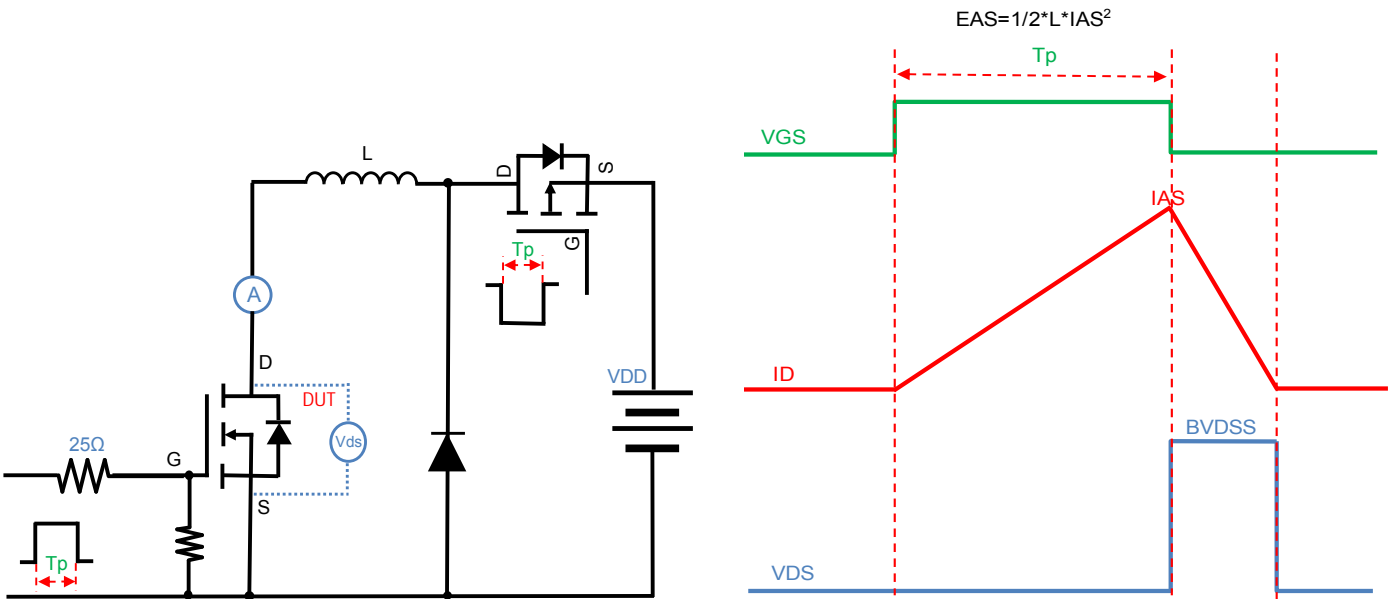 EAS=1/2*L*IAS²
Tp
VGS
L
D
S
G
Tp
IAS
A
D
VDD
ID
DUT
Vds
25Ω
G
BVDSS
S
Tp
VDS